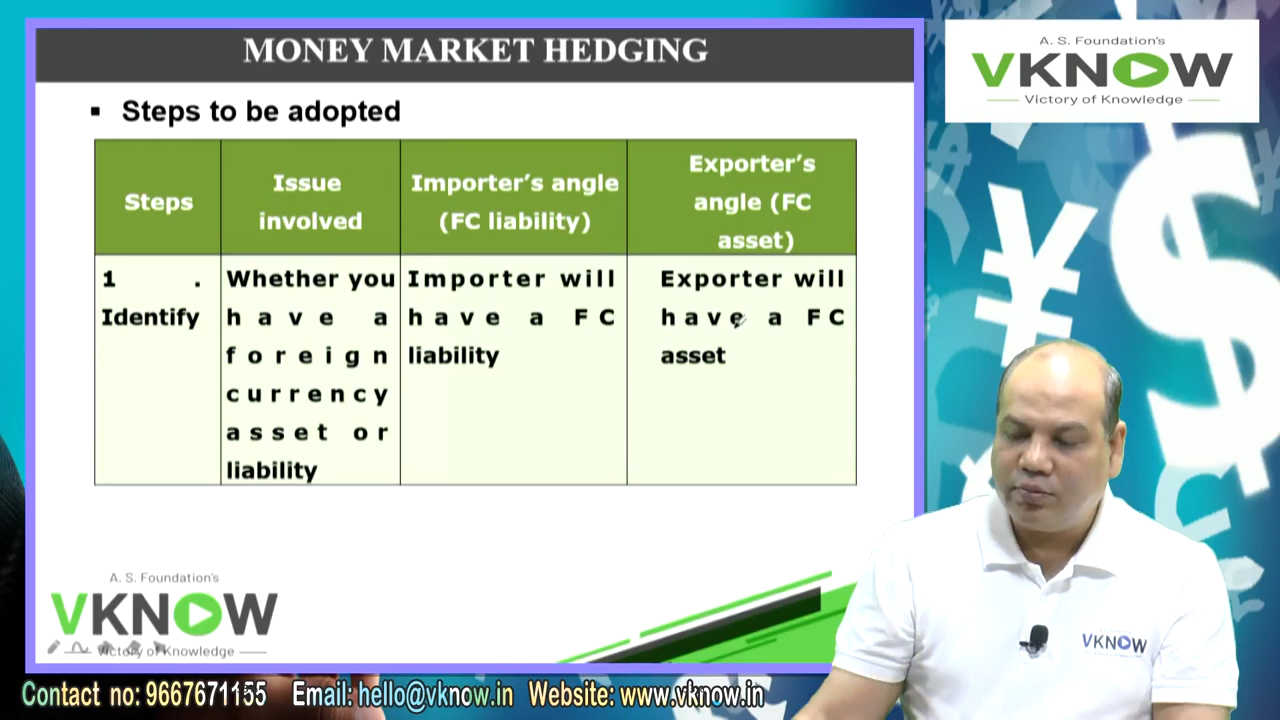 MONEY MARKET HEDGING
A. S. Foundation's
VKNOW
Victory of Knowledge
▪ Steps to be adopted
Steps
Issue
involved
Importer's angle
(FC liability)
Exporter's
angle (FC
asset)
1 .
Identify
Whether you
have a
foreign
currency
asset or
liability
Importer will
have a FC
liability
Exporter will
have a FC
asset
A. S. Foundation's
VKNOW
Victory of Knowledge
VKNOW
Contact no: 9667671155 Email: hello@vknow.in Website: www.vknow.in